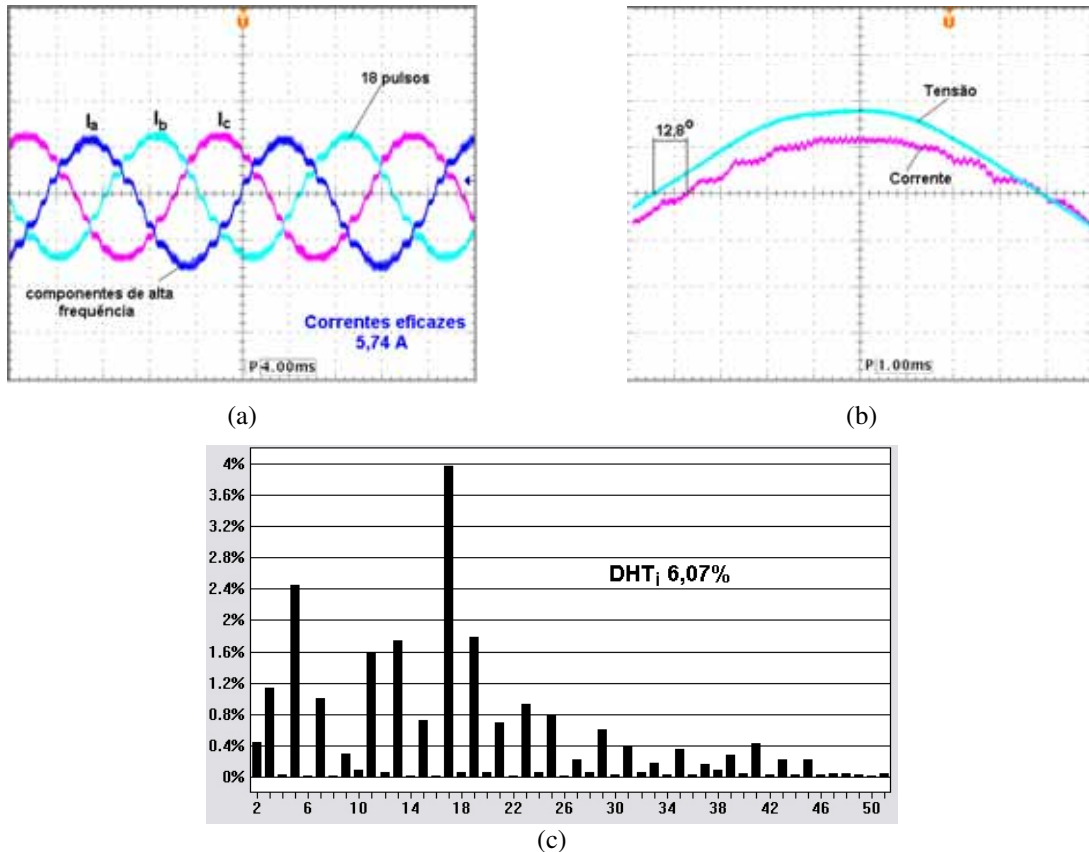 18 pulsos
Ia Ib Ic
componentes de alta
frequência
Correntes eficazes
5,74 A
P 4.00ms
(a)
Tensão
12,8°
Corrente
P 1.00ms
(b)
4%
3.6%
3.2%
2.8%
2.4%
2%
1.6%
1.2%
0.8%
0.4%
0%
DHTi 6,07%
2 6 10 14 18 22 26 30 34 38 42 46 50
(c)